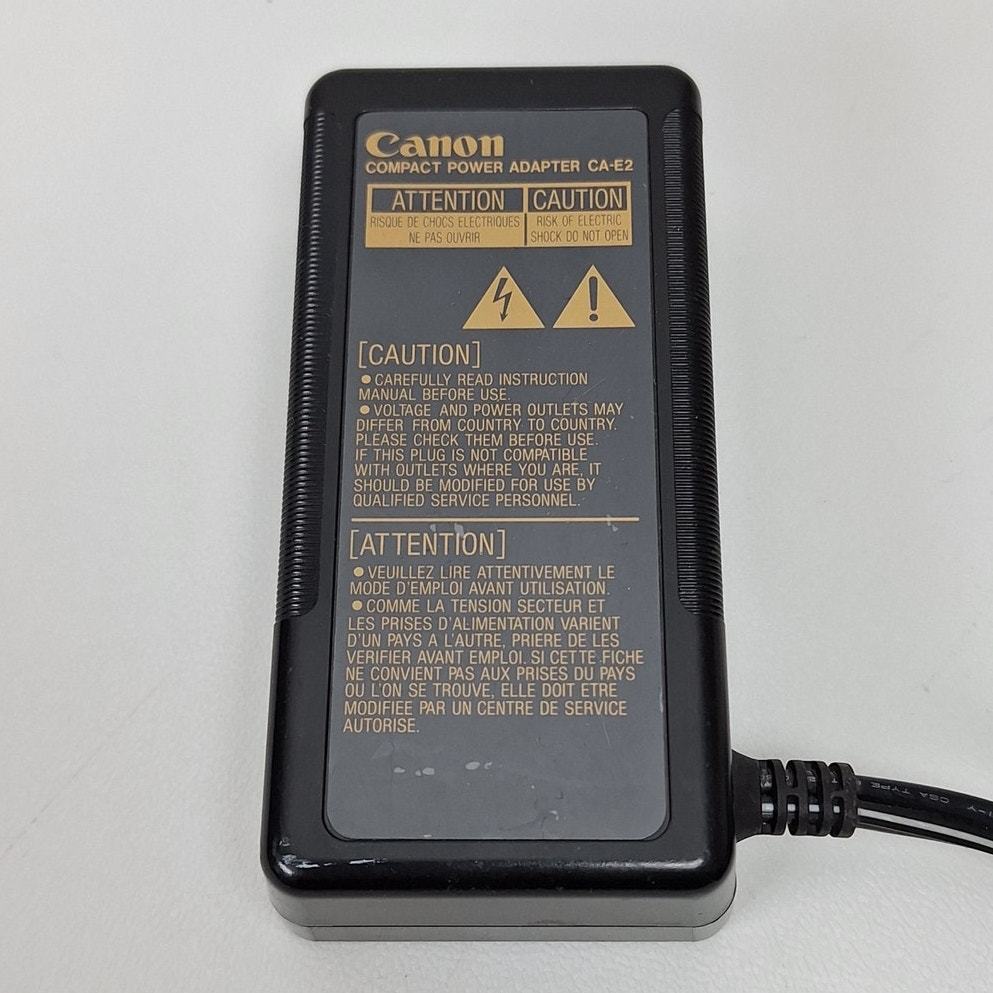 Canon
COMPACT POWER ADAPTER CA-E2
ATTENTION
RISQUE DE CHOCS ELECTRIQUES
NE PAS OUVRIR
CAUTION
RISK OF ELECTRIC
SHOCK DO NOT OPEN
[CAUTION]
●CAREFULLY READ INSTRUCTION
MANUAL BEFORE USE.
●VOLTAGE AND POWER OUTLETS MAY
DIFFER FROM COUNTRY TO COUNTRY.
PLEASE CHECK THEM BEFORE USE.
IF THIS PLUG IS NOT COMPATIBLE
WITH OUTLETS WHERE YOU ARE, IT
SHOULD BE MODIFIED FOR USE BY
QUALIFIED SERVICE PERSONNEL.
[ATTENTION]
●VEUILLEZ LIRE ATTENTIVEMENT LE
MODE D'EMPLOI AVANT UTILISATION.
●COMME LA TENSION SECTEUR ET
LES PRISES D'ALIMENTATION VARIENT
D'UN PAYS A L'AUTRE, PRIERE DE LES
VERIFIER AVANT EMPLOI. SI CETTE FICHE
NE CONVIENT PAS AUX PRISES DU PAYS
OU L'ON SE TROUVE, ELLE DOIT ETRE
MODIFIEE PAR UN CENTRE DE SERVICE
AUTORISE.
CSA TYPE